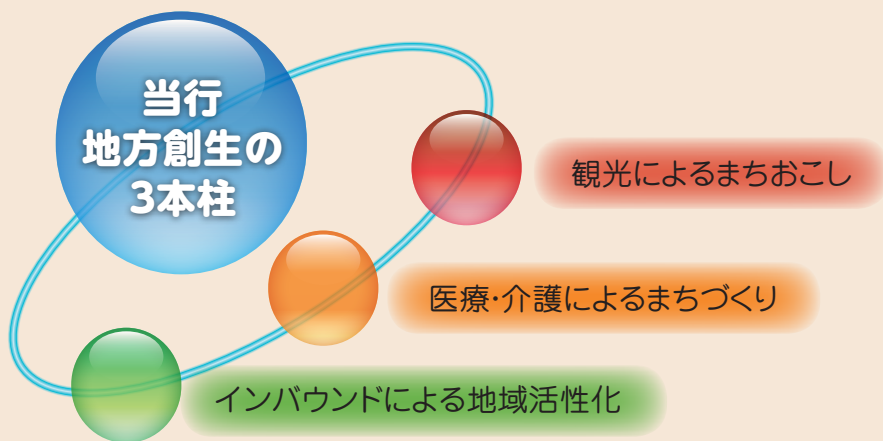 当行
地方創生の
3本柱
観光によるまちおこし
医療・介護によるまちづくり
インバウンドによる地域活性化